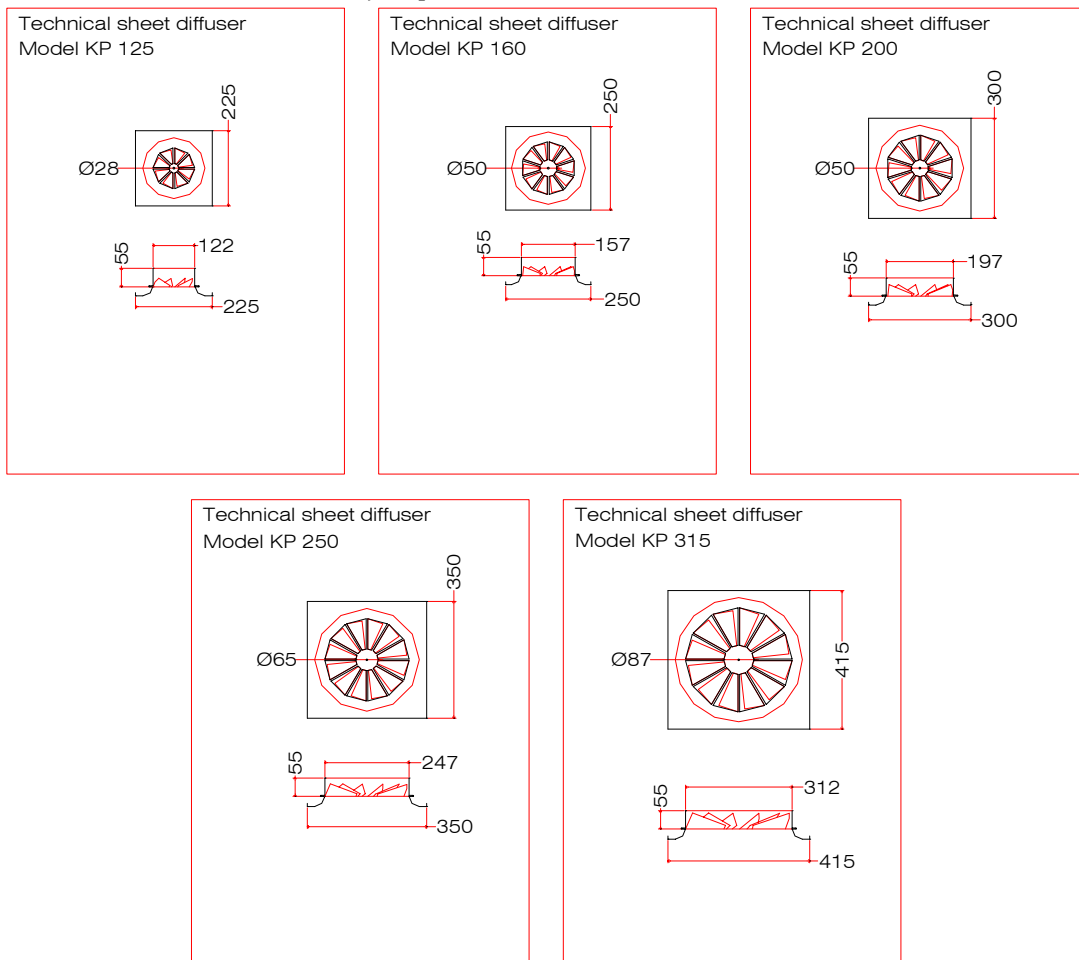 Technical sheet diffuser
Model KP 125
225
Ø28
55
122
225
Technical sheet diffuser
Model KP 160
250
Ø50
55
157
250
Technical sheet diffuser
Model KP 200
300
Ø50
55
197
300
Technical sheet diffuser
Model KP 250
350
Ø65
55
247
350
Technical sheet diffuser
Model KP 315
Ø87
415
55
312
415